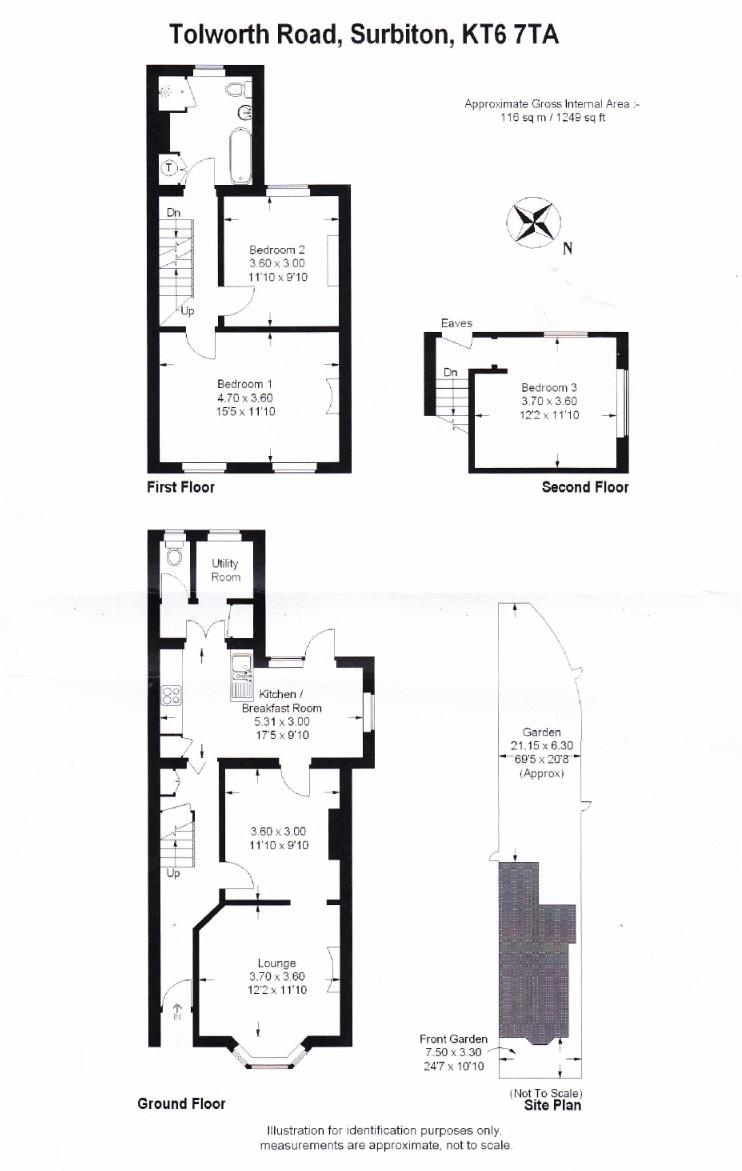 Tolworth Road, Surbiton, KT6 7TA
Approximate Gross Internal Area :-
116 sq m / 1249 sq ft
N
T
Dn
Up
Bedroom 2
3.60 x 3.00
11'10 x 9'10
Bedroom 1
4.70 x 3.60
15'5 x 11'10
First Floor
Eaves
Dn
Bedroom 3
3.70 x 3.60
12'2 x 11'10
Second Floor
Utility
Room
Kitchen /
Breakfast Room
5.31 x 3.00
17'5 x 9'10
3.60 x 3.00
11'10 x 9'10
Up
Lounge
3.70 x 3.60
12'2 x 11'10
IN
Ground Floor
Garden
21.15 x 6.30
69'5 x 20'8
(Approx)
Front Garden
7.50 x 3.30
24'7 x 10'10
(Not To Scale)
Site Plan
Illustration for identification purposes only,
measurements are approximate, not to scale.